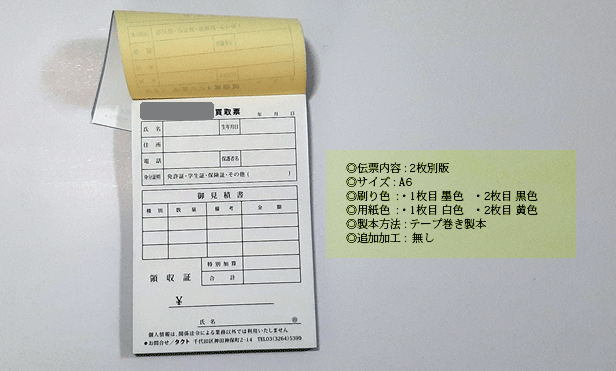 買取票
年 月 日
氏 名
生年月日
住 所
電 話
保護者名
身分証明
免許証・学生証・保険証・その他（ ）
御 見 積 書
種 別
数 量
備 考
金 額
特 別 加 算
領 収 証
合 計
￥
氏 名
㊞
個人情報は、関係法令による業務以外では利用いたしません
●お問合せ／タクト 千代田区神田神保町2-14 TEL03(3264)5399
◎伝票内容：2枚別版
◎サイズ：A6
◎刷り色 ：・1枚目 墨色 ・2枚目 黒色
◎用紙色 ：・1枚目 白色 ・2枚目 黄色
◎製本方法：テープ巻き製本
◎追加加工： 無し